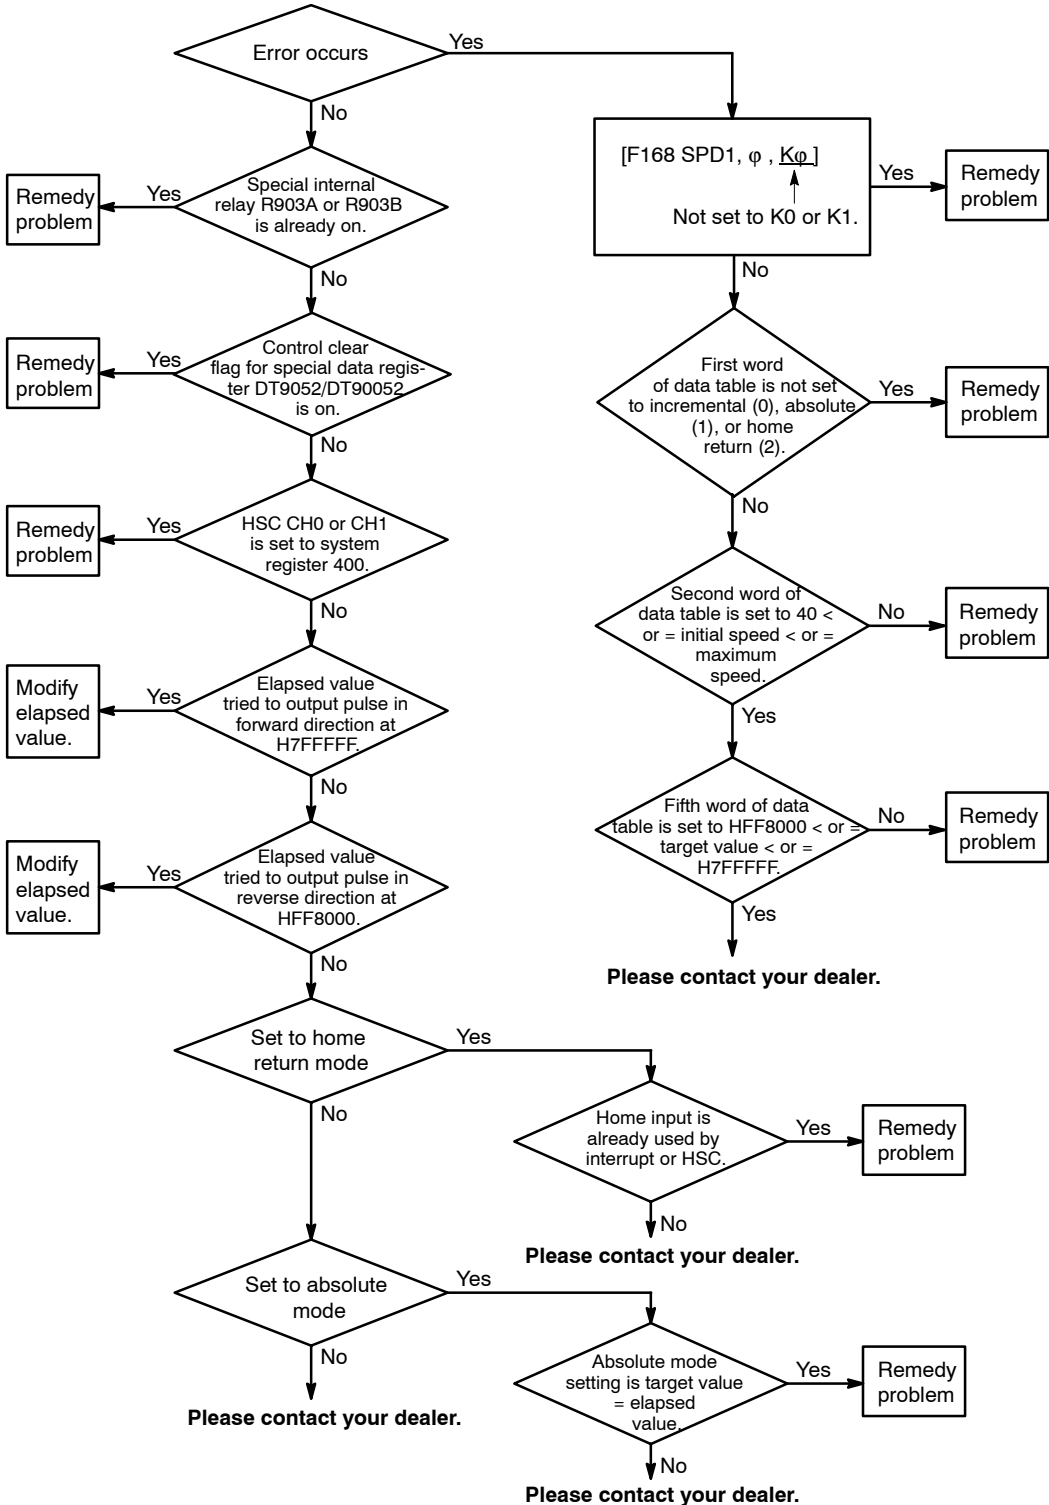 Error occurs
Yes
No
[F168 SPD1, φ , Kφ ]
Not set to K0 or K1.
Yes
Remedy
problem
No
Special internal
relay R903A or R903B
is already on.
Yes
Remedy
problem
No
Control clear
flag for special data regis-
ter DT9052/DT90052
is on.
Yes
Remedy
problem
No
First word
of data table is not set
to incremental (0), absolute
(1), or home
return (2).
Yes
Remedy
problem
No
HSC CH0 or CH1
is set to system
register 400.
Yes
Remedy
problem
No
Second word of
data table is set to 40 <
or = initial speed < or =
maximum
speed.
No
Remedy
problem
Yes
Elapsed value
tried to output pulse in
forward direction at
H7FFFFF.
Yes
Modify
elapsed
value.
No
Fifth word of data
table is set to HFF8000 < or =
target value < or =
H7FFFFF.
No
Remedy
problem
Yes
Please contact your dealer.
Elapsed value
tried to output pulse in
reverse direction at
HFF8000.
Yes
Modify
elapsed
value.
No
Set to home
return mode
Yes
No
Home input is
already used by
interrupt or HSC.
Yes
Remedy
problem
No
Please contact your dealer.
Set to absolute
mode
Yes
No
Please contact your dealer.
Absolute mode
setting is target value
= elapsed
value.
Yes
Remedy
problem
No
Please contact your dealer.